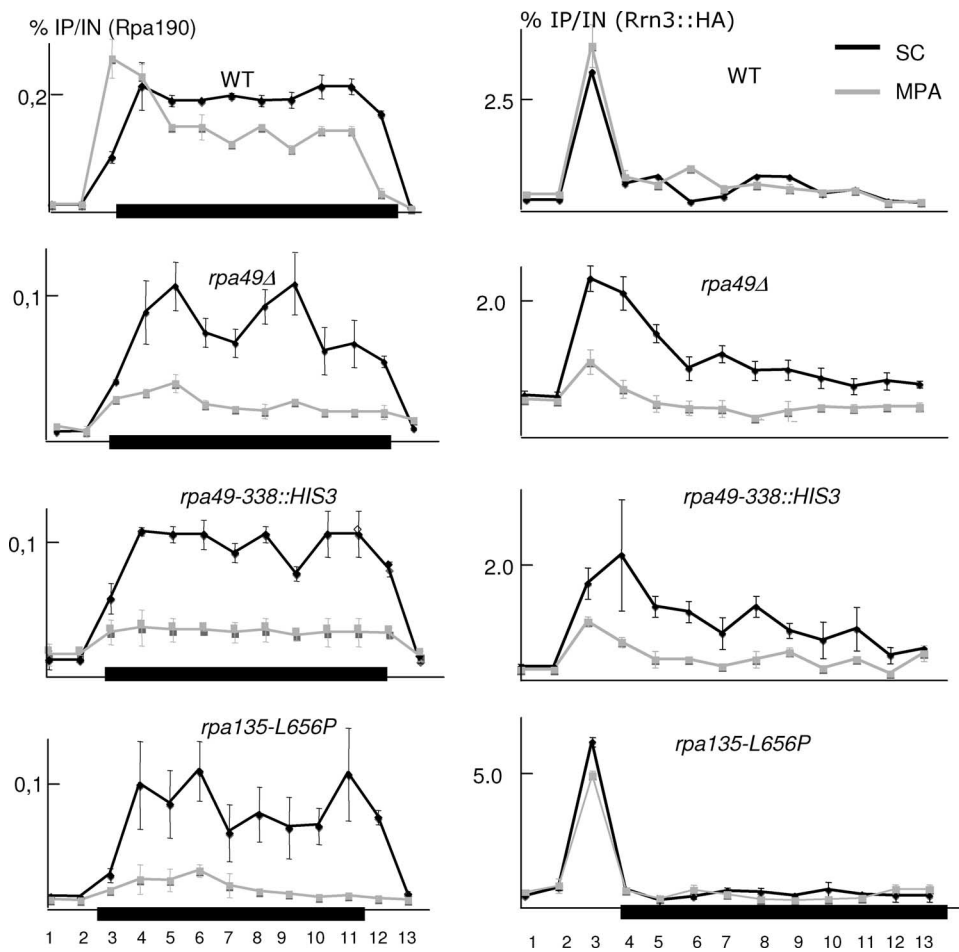 % IP/IN (Rpa190)
WT
0,2
rpa49Δ
0,1
rpa49-338::HIS3
0,1
rpa135-L656P
0,1
1 2 3 4 5 6 7 8 9 10 11 12 13
% IP/IN (Rrn3::HA)
WT
SC
MPA
2.5
rpa49Δ
2.0
rpa49-338::HIS3
2.0
rpa135-L656P
5.0
1 2 3 4 5 6 7 8 9 10 11 12 13